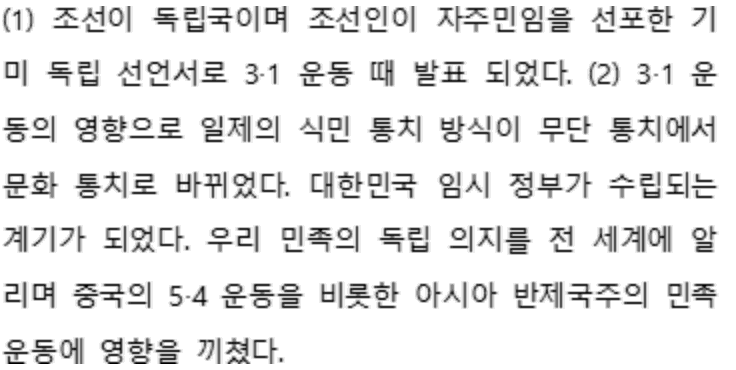 (1) 조선이 독립국이며 조선인이 자주민임을 선포한 기
미 독립 선언서로 3·1 운동 때 발표 되었다. (2) 3·1 운
동의 영향으로 일제의 식민 통치 방식이 무단 통치에서
문화 통치로 바뀌었다. 대한민국 임시 정부가 수립되는
계기가 되었다. 우리 민족의 독립 의지를 전 세계에 알
리며 중국의 5·4 운동을 비롯한 아시아 반제국주의 민족
운동에 영향을 끼쳤다.